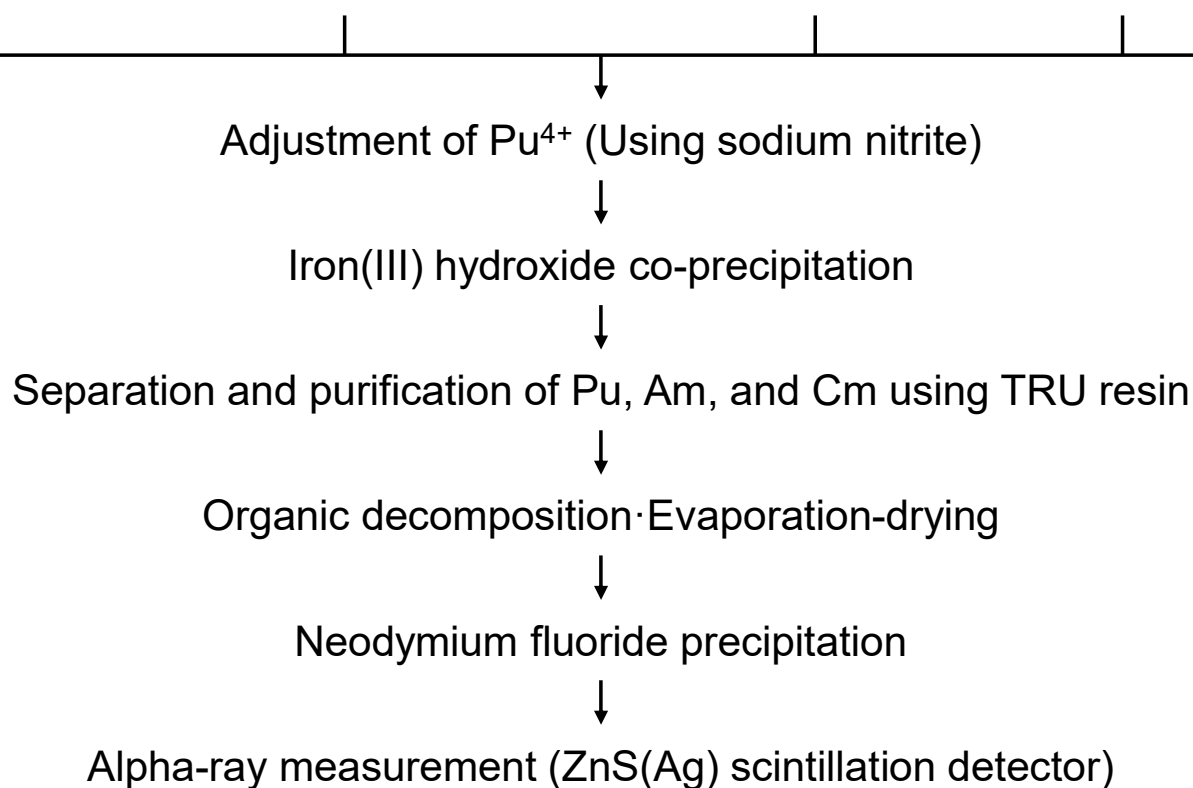 Adjustment of Pu⁴⁺ (Using sodium nitrite)
Iron(III) hydroxide co-precipitation
Separation and purification of Pu, Am, and Cm using TRU resin
Organic decomposition·Evaporation-drying
Neodymium fluoride precipitation
Alpha-ray measurement (ZnS(Ag) scintillation detector)